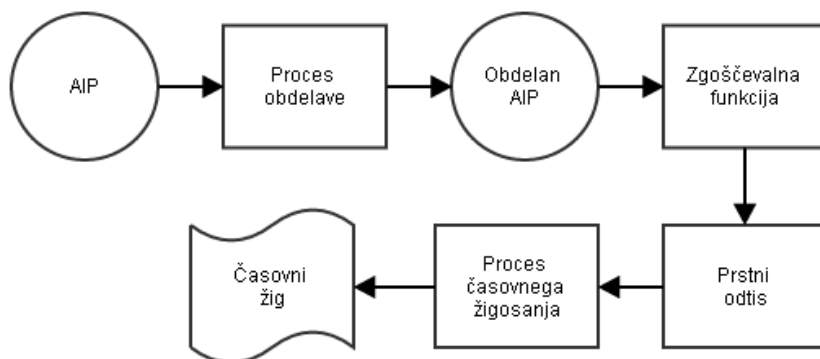 AIP
Proces
obdelave
Obdelan
AIP
Zgoščevalna
funkcija
Časovni
žig
Proces
časovnega
žigosanja
Prstni
odtis